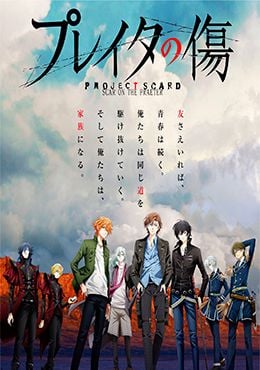 プレイタの傷
PROJECT SCARD
SCAR ON THE PRAETER
友さえいれば、
青春は続く。
俺たちは同じ道を
駆け抜けていく。
そして俺たちは、
家族になる。